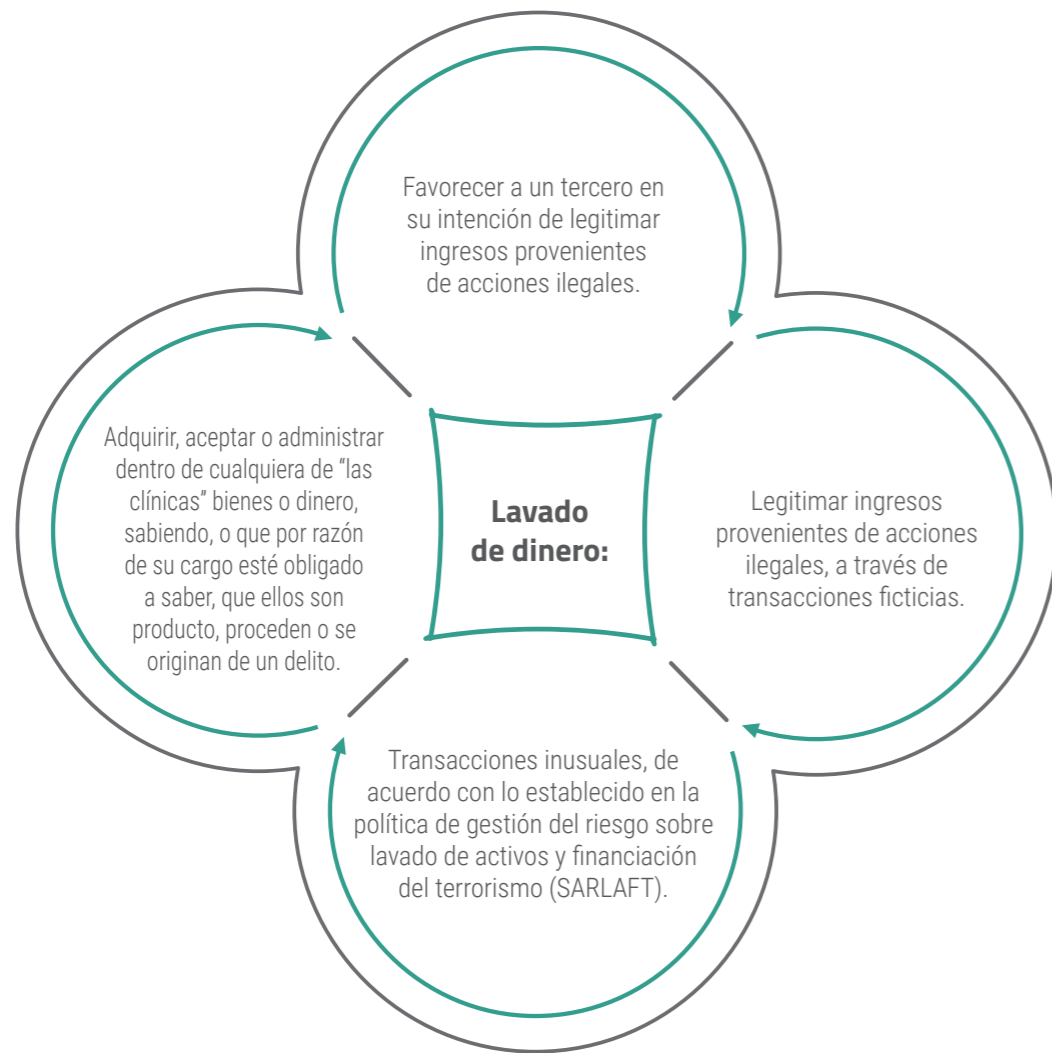 Favorecer a un tercero en
su intención de legitimar
ingresos provenientes
de acciones ilegales.
Adquirir, aceptar o administrar
dentro de cualquiera de “las
clínicas” bienes o dinero,
sabiendo, o que por razón
de su cargo esté obligado
a saber, que ellos son
producto, proceden o se
originan de un delito.
Lavado
de dinero:
Legitimar ingresos
provenientes de acciones
ilegales, a través de
transacciones ficticias.
Transacciones inusuales, de
acuerdo con lo establecido en la
política de gestión del riesgo sobre
lavado de activos y financiación
del terrorismo (SARLAFT).